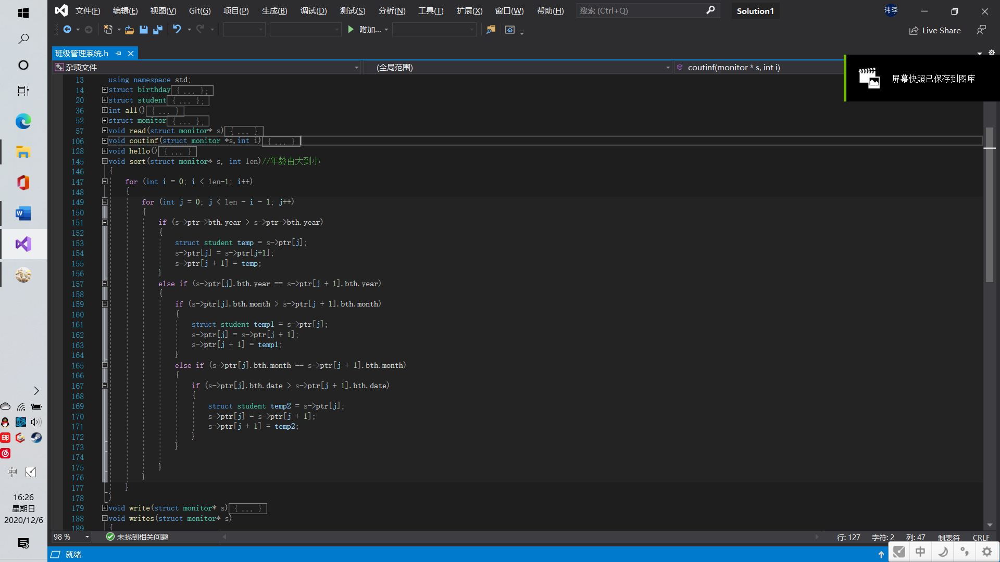 文件(F) 编辑(E) 视图(V) Git(G) 项目(P) 生成(B) 调试(D) 测试(S) 分析(N) 工具(T) 扩展(X) 窗口(W) 帮助(H) 搜索 (Ctrl+Q) Solution1 玮李
附加... Live Share
班级管理系统.h
杂项文件 (全局范围) coutinf(monitor * s, int i)
屏幕快照已保存到图库
13 using namespace std;
14 struct birthday{ ... };
20 struct student{ ... };
36 int all(){ ... }
52 struct monitor{ ... };
57 void read(struct monitor* s){ ... }
106 void coutinf(struct monitor *s,int i){ ... }
128 void hello(){ ... }
145 void sort(struct monitor* s, int len)//年龄由大到小
146 {
147 for (int i = 0; i < len-1; i++)
148 {
149 for (int j = 0; j < len - i - 1; j++)
150 {
151 if (s->ptr->bth.year > s->ptr->bth.year)
152 {
153 struct student temp = s->ptr[j];
154 s->ptr[j] = s->ptr[j+1];
155 s->ptr[j + 1] = temp;
156 }
157 else if (s->ptr[j].bth.year == s->ptr[j + 1].bth.year)
158 {
159 if (s->ptr[j].bth.month > s->ptr[j + 1].bth.month)
160 {
161 struct student temp1 = s->ptr[j];
162 s->ptr[j] = s->ptr[j + 1];
163 s->ptr[j + 1] = temp1;
164 }
165 else if (s->ptr[j].bth.month == s->ptr[j + 1].bth.month)
166 {
167 if (s->ptr[j].bth.date > s->ptr[j + 1].bth.date)
168 {
169 struct student temp2 = s->ptr[j];
170 s->ptr[j] = s->ptr[j + 1];
171 s->ptr[j + 1] = temp2;
172 }
173 }
174
175 }
176 }
177 }
178 }
179 void write(struct monitor* s){ ... }
188 void writes(struct monitor* s)
189 {
98 % 未找到相关问题 行: 127 字符: 2 列: 47 制表符 CRLF
就绪
中
邮
中
16:26
星期日
2020/12/6